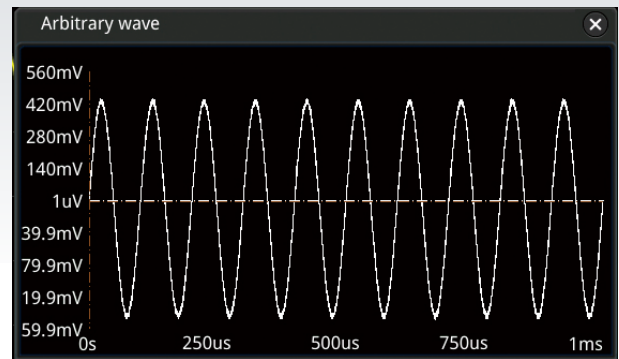 Arbitrary wave
560mV
420mV
280mV
140mV
1uV
39.9mV
79.9mV
19.9mV
59.9mV
0s 250us 500us 750us 1ms